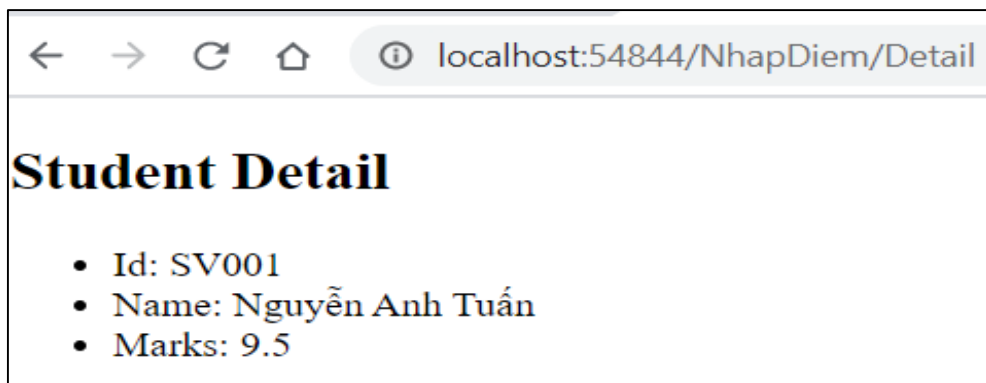 localhost:54844/NhapDiem/Detail
Student Detail
• Id: SV001
• Name: Nguyễn Anh Tuấn
• Marks: 9.5